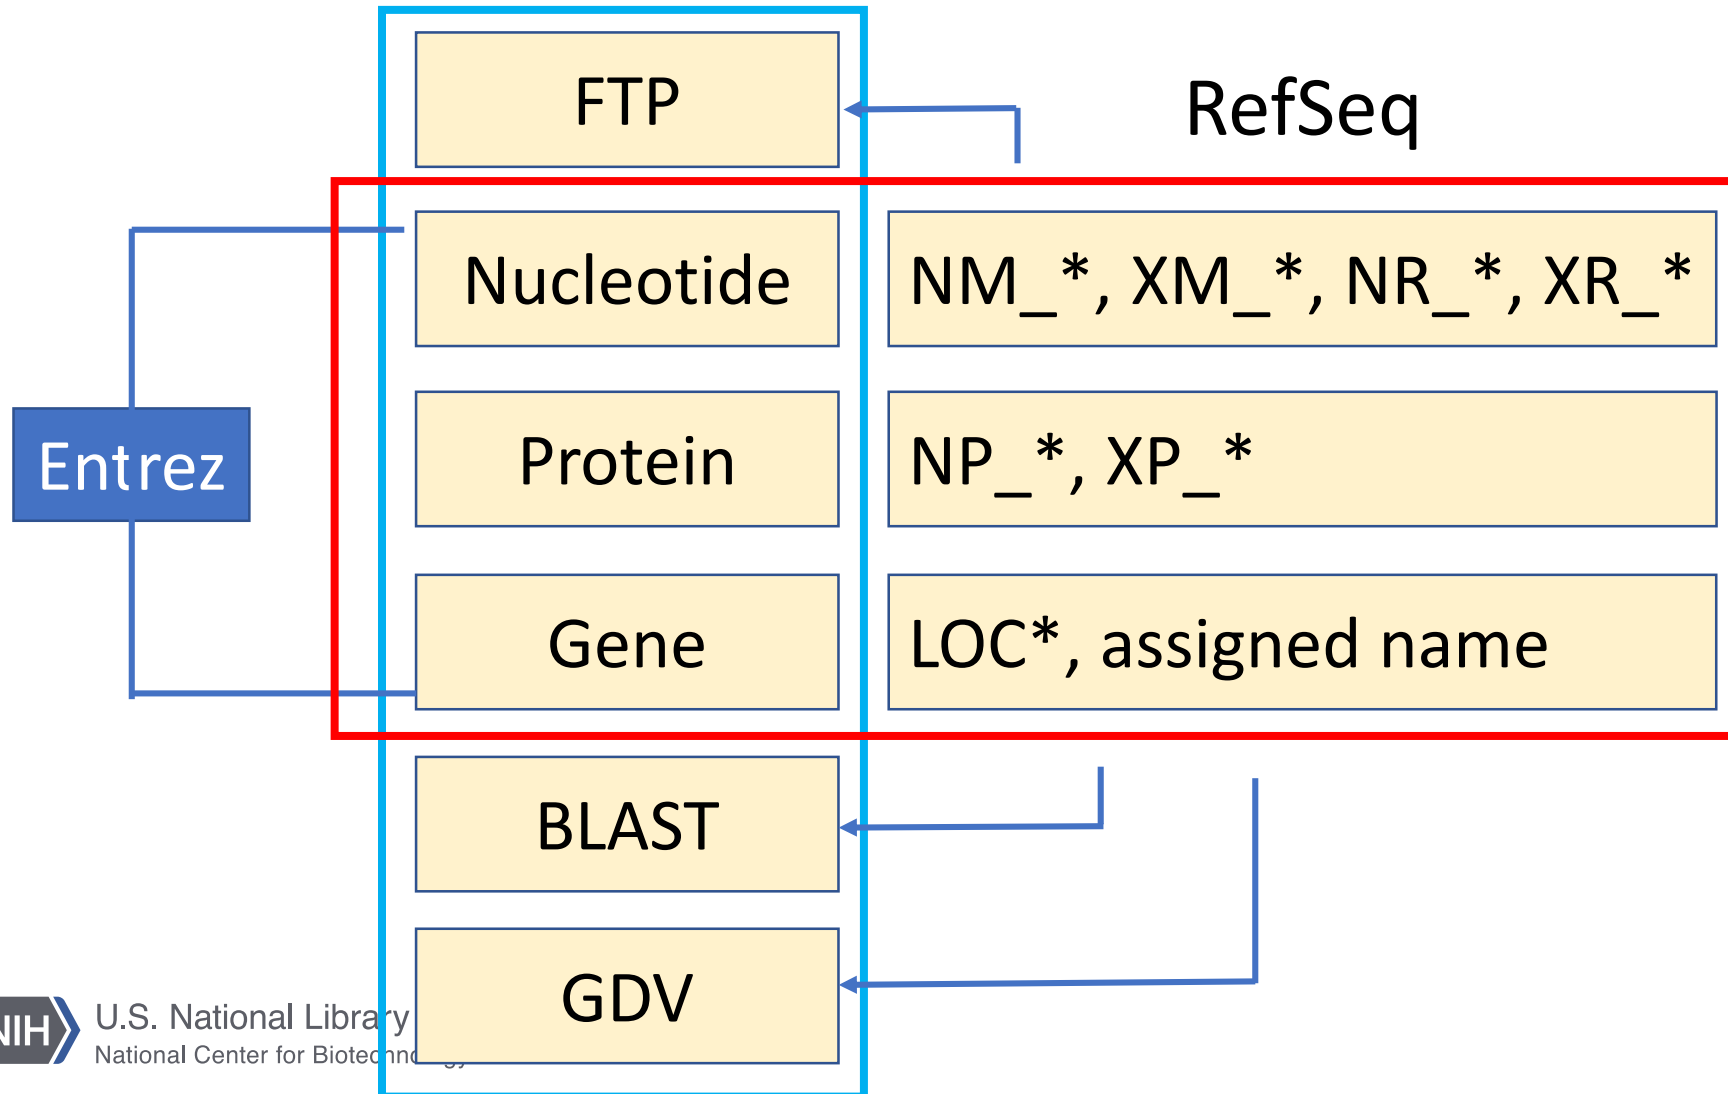 FTP
RefSeq
Nucleotide
NM_*, XM_*, NR_*, XR_*
Entrez
Protein
NP_*, XP_*
Gene
LOC*, assigned name
BLAST
GDV
NIH
U.S. National Library
National Center for